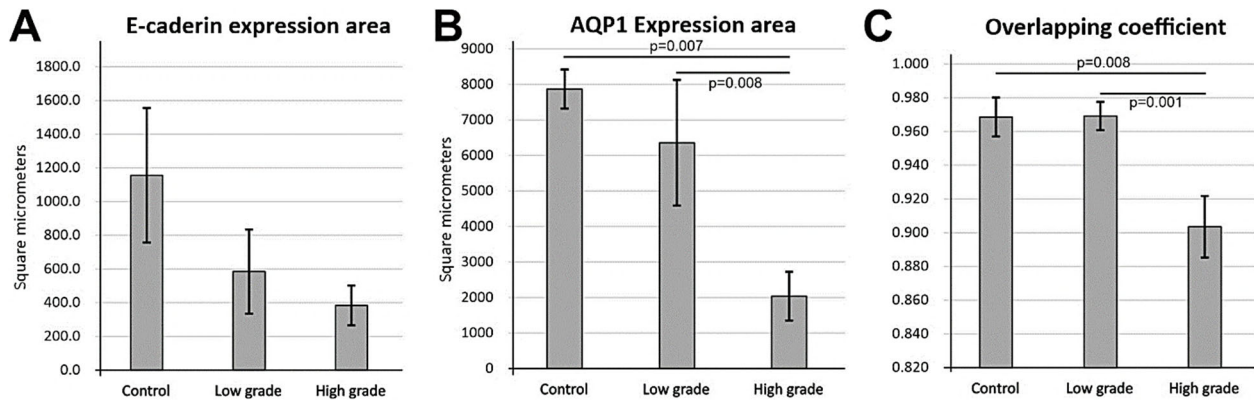 A
E-caderin expression area
1800.0
1600.0
1400.0
1200.0
1000.0
800.0
600.0
400.0
200.0
0.0
Square micrometers
Control Low grade High grade
B
AQP1 Expression area
p=0.007
p=0.008
9000
8000
7000
6000
5000
4000
3000
2000
1000
0
Square micrometers
Control Low grade High grade
C
Overlapping coefficient
p=0.008
p=0.001
1.000
0.980
0.960
0.940
0.920
0.900
0.880
0.860
0.840
0.820
Control Low grade High grade